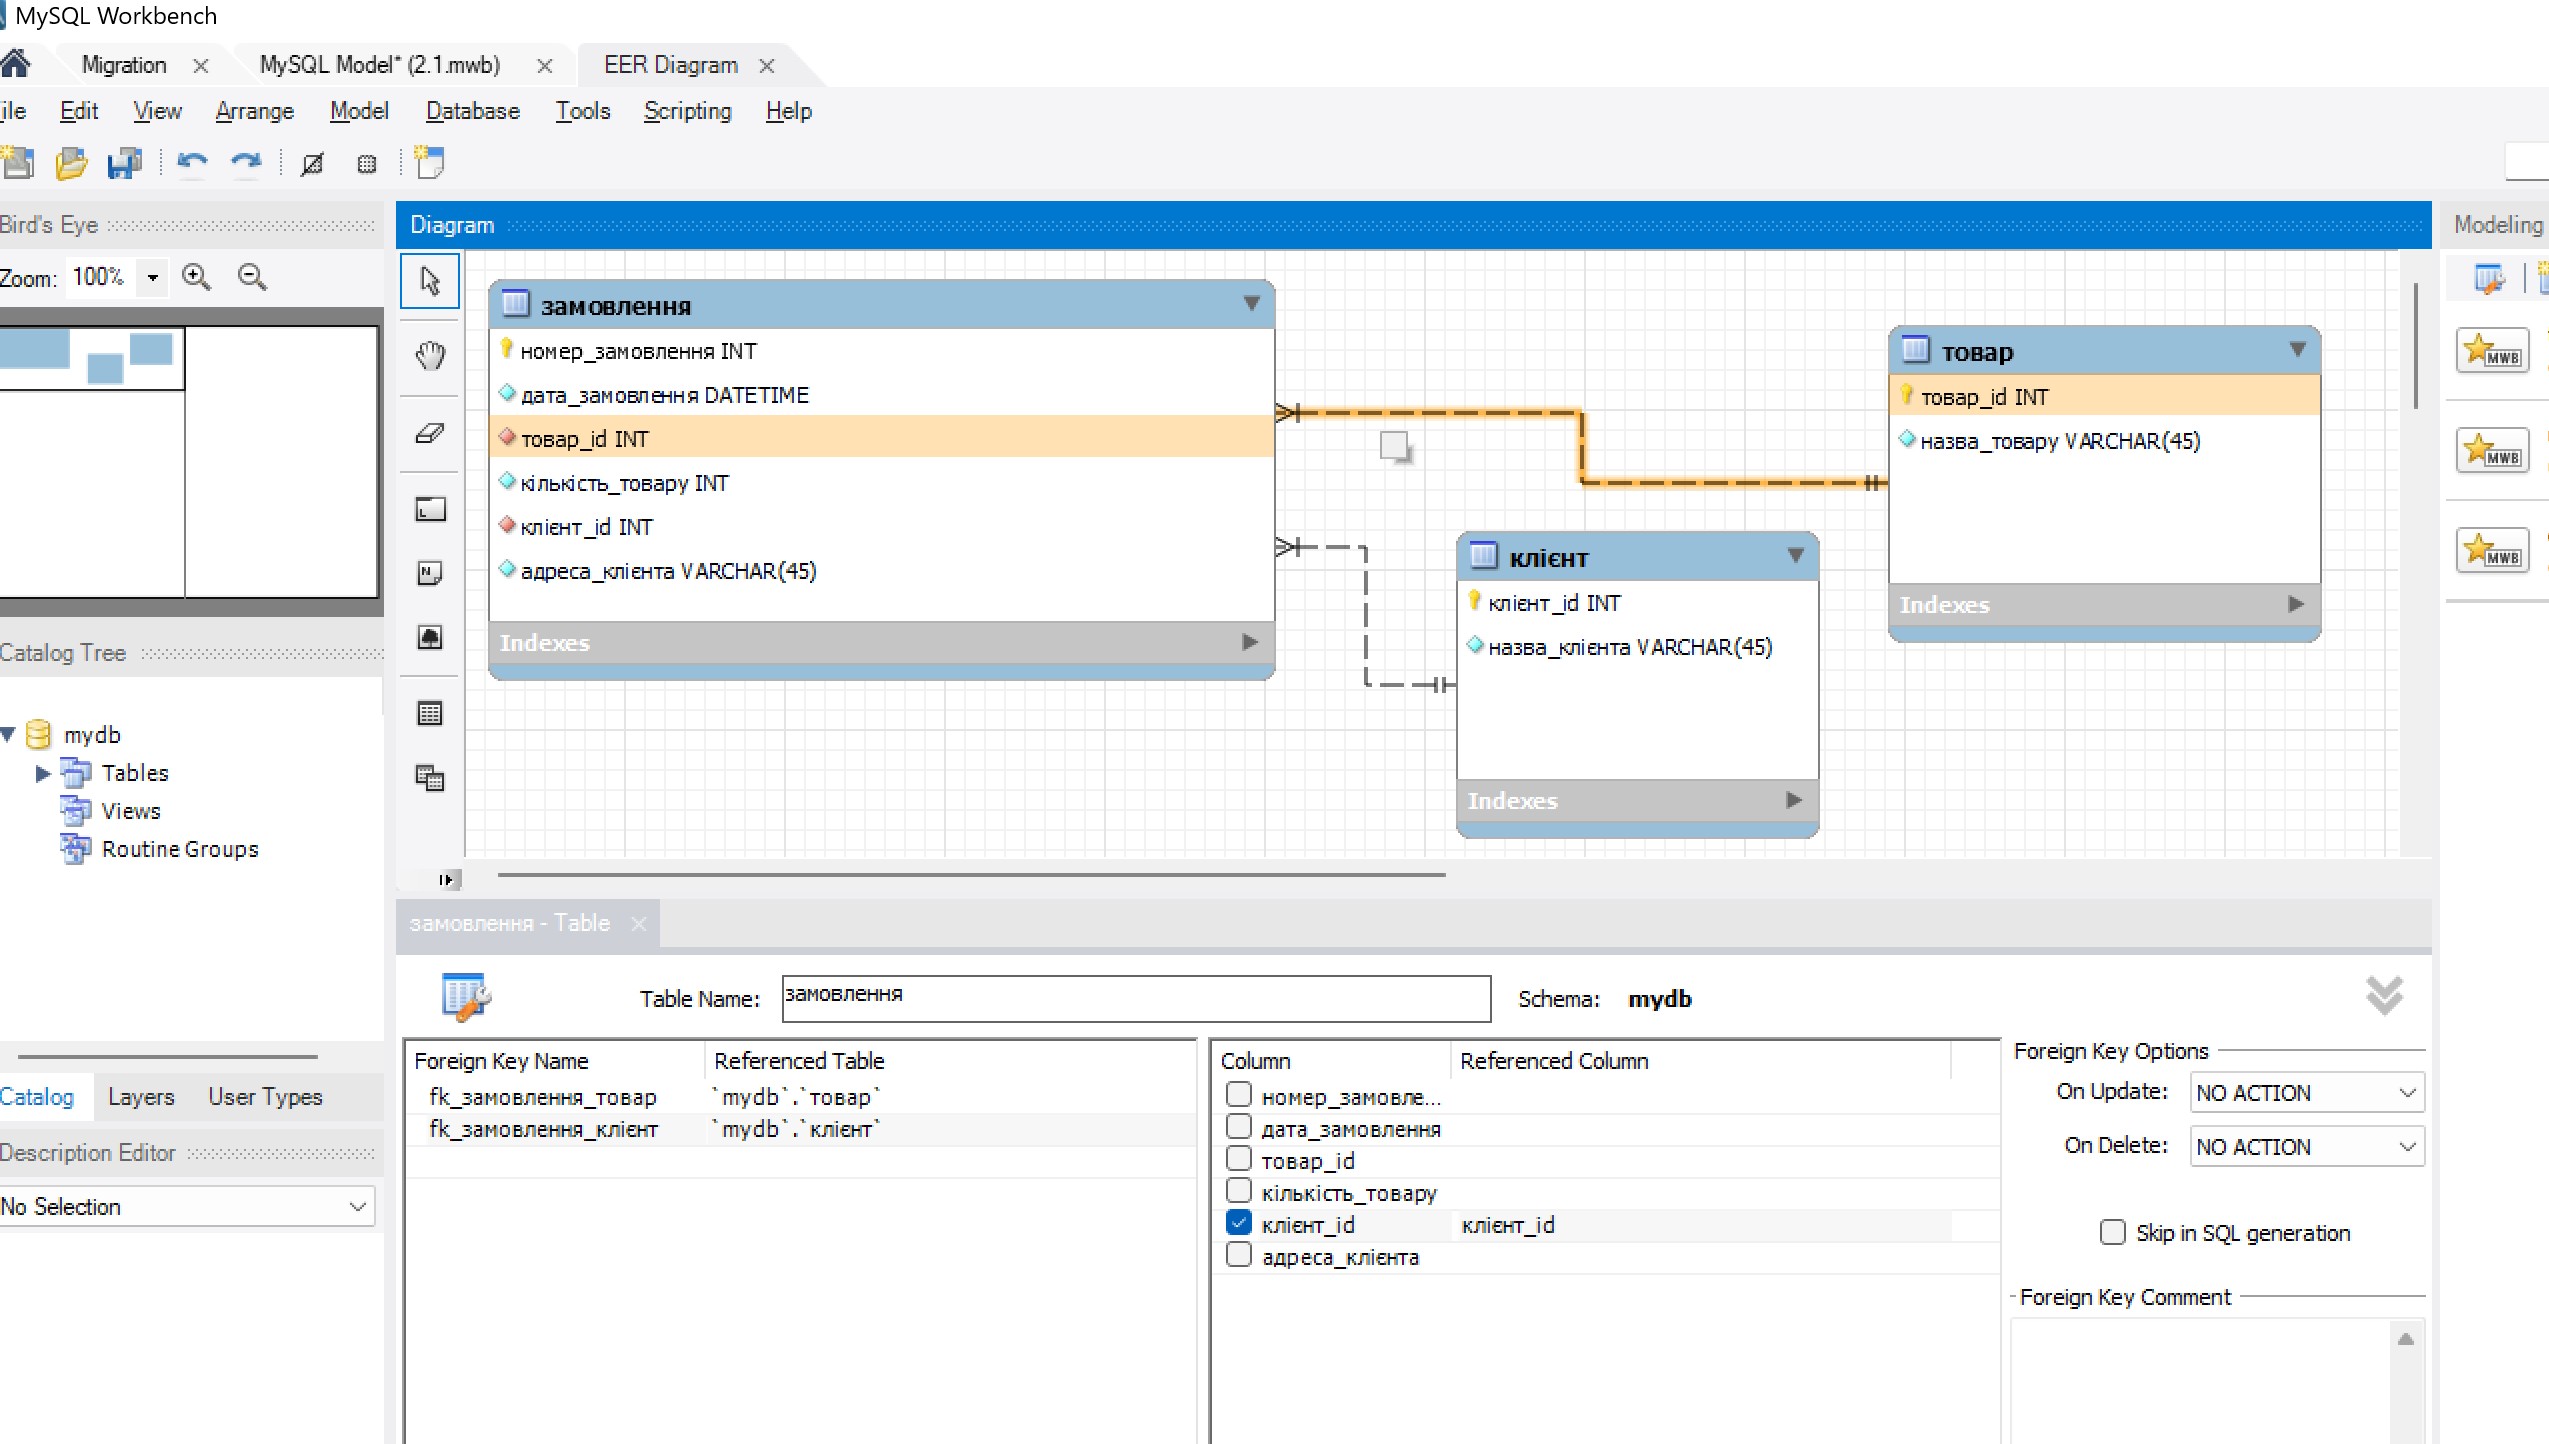 MySQL Workbench
Migration
MySQL Model* (2.1.mwb)
EER Diagram
ile Edit View Arrange Model Database Tools Scripting Help
Bird's Eye
Zoom: 100%
Diagram
Modeling
замовлення
номер_замовлення INT
дата_замовлення DATETIME
товар_id INT
кількість_товару INT
клієнт_id INT
адреса_клієнта VARCHAR(45)
Indexes
товар
товар_id INT
назва_товару VARCHAR(45)
Indexes
клієнт
клієнт_id INT
назва_клієнта VARCHAR(45)
Indexes
MWB
MWB
MWB
Catalog Tree
mydb
Tables
Views
Routine Groups
Catalog Layers User Types
Description Editor
No Selection
замовлення - Table
Table Name: замовлення Schema: mydb
Foreign Key Name Referenced Table
fk_замовлення_товар `mydb`.`товар`
fk_замовлення_клієнт `mydb`.`клієнт`
Column Referenced Column
номер_замовле...
дата_замовлення
товар_id
кількість_товару
клієнт_id клієнт_id
адреса_клієнта
Foreign Key Options
On Update: NO ACTION
On Delete: NO ACTION
Skip in SQL generation
Foreign Key Comment